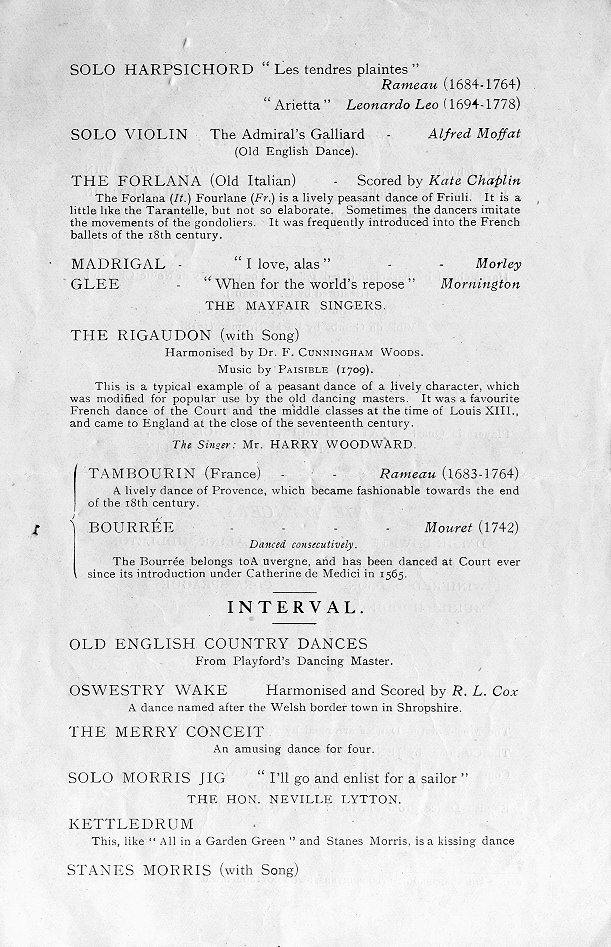 SOLO HARPSICHORD “ Les tendres plaintes ”
Rameau (1684-1764)
“ Arietta ” Leonardo Leo (1694-1778)
SOLO VIOLIN The Admiral's Galliard - Alfred Moffat
(Old English Dance).
THE FORLANA (Old Italian) - Scored by Kate Chaplin
The Forlana (It.) Fourlane (Fr.) is a lively peasant dance of Friuli. It is a
little like the Tarantelle, but not so elaborate. Sometimes the dancers imitate
the movements of the gondoliers. It was frequently introduced into the French
ballets of the 18th century.
MADRIGAL - “ I love, alas ” - - Morley
GLEE - “ When for the world's repose ” Mornington
THE MAYFAIR SINGERS.
THE RIGAUDON (with Song)
Harmonised by Dr. F. CUNNINGHAM WOODS.
Music by PAISIBLE (1709).
This is a typical example of a peasant dance of a lively character, which
was modified for popular use by the old dancing masters. It was a favourite
French dance of the Court and the middle classes at the time of Louis XIII.,
and came to England at the close of the seventeenth century.
The Singer: Mr. HARRY WOODWARD.
TAMBOURIN (France) - - Rameau (1683-1764)
A lively dance of Provence, which became fashionable towards the end
of the 18th century.
BOURRÉE - - - - Mouret (1742)
Danced consecutively.
The Bourrée belongs toA uvergne, and has been danced at Court ever
since its introduction under Catherine de Medici in 1565.
INTERVAL.
OLD ENGLISH COUNTRY DANCES
From Playford's Dancing Master.
OSWESTRY WAKE Harmonised and Scored by R. L. Cox
A dance named after the Welsh border town in Shropshire.
THE MERRY CONCEIT
An amusing dance for four.
SOLO MORRIS JIG “ I'll go and enlist for a sailor ”
THE HON. NEVILLE LYTTON.
KETTLEDRUM
This, like “ All in a Garden Green ” and Stanes Morris, is a kissing dance
STANES MORRIS (with Song)